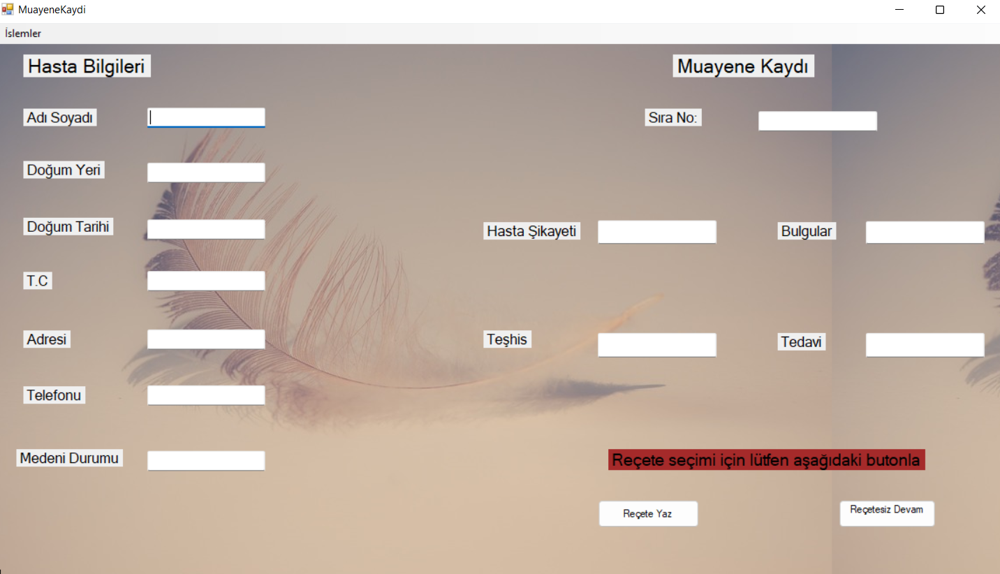 MuayeneKaydi
İslemler
Hasta Bilgileri
Adı Soyadı
Doğum Yeri
Doğum Tarihi
T.C
Adresi
Telefonu
Medeni Durumu
Muayene Kaydı
Sıra No:
Hasta Şikayeti
Bulgular
Teşhis
Tedavi
Reçete seçimi için lütfen aşağıdaki butonla
Reçete Yaz
Reçetesiz Devam